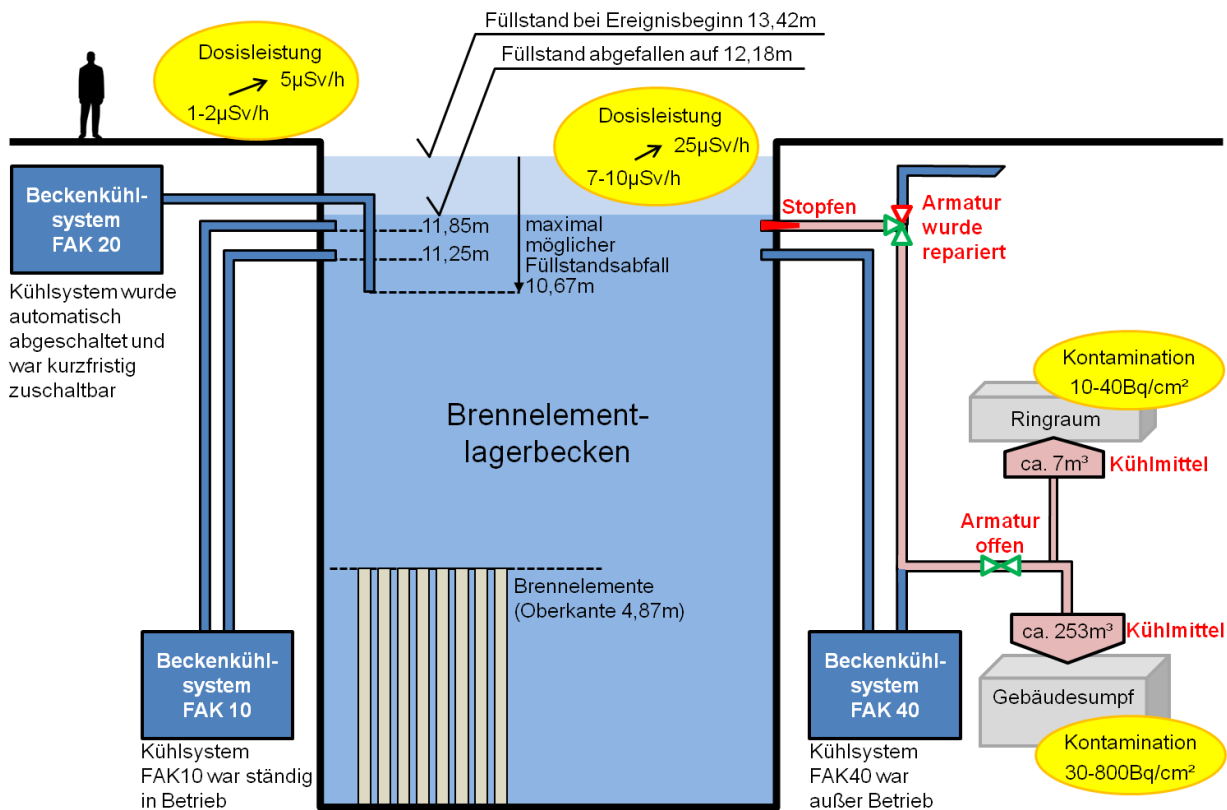 Füllstand bei Ereignisbeginn 13,42m
Füllstand abgefallen auf 12,18m
Dosisleistung
5µSv/h
1-2µSv/h
Dosisleistung
25µSv/h
7-10µSv/h
Beckenkühl-
system
FAK 20
Kühlsystem wurde
automatisch
abgeschaltet und
war kurzfristig
zuschaltbar
11,85m
11,25m
maximal
möglicher
Füllstandsabfall
10,67m
Stopfen
Armatur
wurde
repariert
Brennelement-
lagerbecken
Kontamination
10-40Bq/cm²
Ringraum
ca. 7m³
Kühlmittel
Armatur
offen
Brennelemente
(Oberkante 4,87m)
ca. 253m³
Kühlmittel
Beckenkühl-
system
FAK 10
Kühlsystem
FAK10 war ständig
in Betrieb
Beckenkühl-
system
FAK 40
Kühlsystem
FAK40 war
außer Betrieb
Gebäudesumpf
Kontamination
30-800Bq/cm²